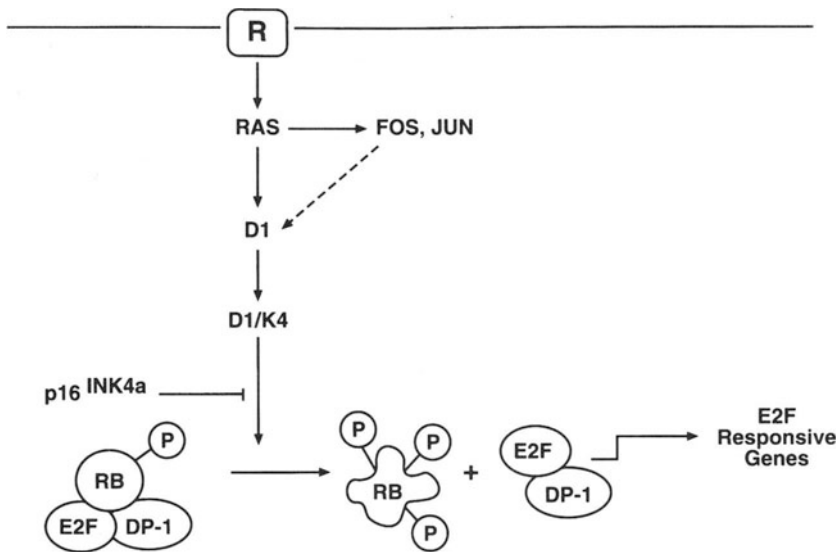 R
RAS
FOS, JUN
D1
D1/K4
p16 INK4a
P
RB
E2F
DP-1
P
P
RB
P
+
E2F
DP-1
E2F
Responsive
Genes